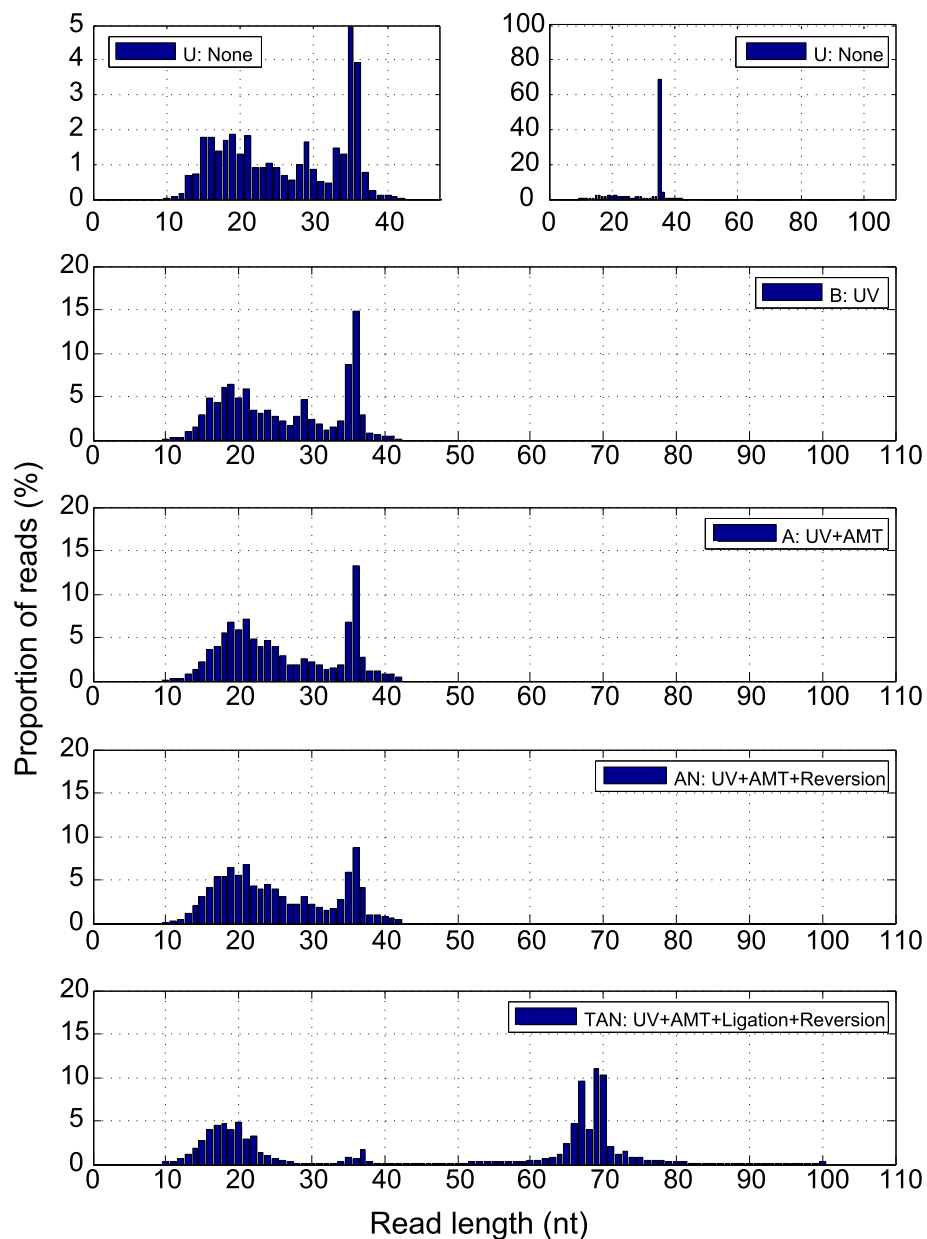 5
4
3
2
1
0
0 10 20 30 40
U: None
100
80
60
40
20
0
0 20 40 60 80 100
U: None
20
15
10
5
0
0 10 20 30 40 50 60 70 80 90 100 110
B: UV
20
15
10
5
0
0 10 20 30 40 50 60 70 80 90 100 110
A: UV+AMT
20
15
10
5
0
0 10 20 30 40 50 60 70 80 90 100 110
AN: UV+AMT+Reversion
20
15
10
5
0
0 10 20 30 40 50 60 70 80 90 100 110
TAN: UV+AMT+Ligation+Reversion
Proportion of reads (%)
Read length (nt)